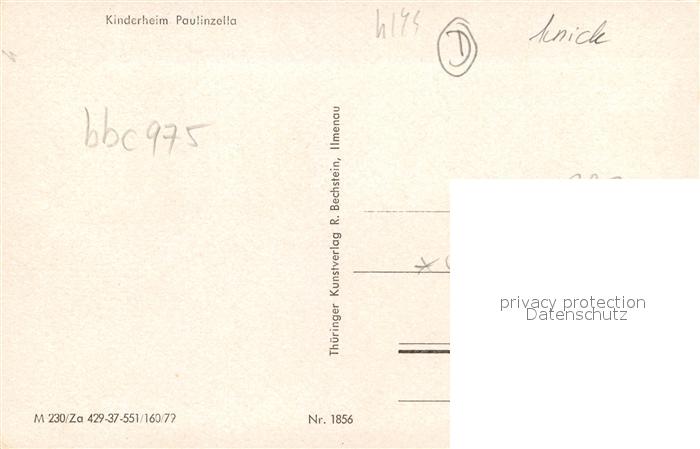 Kinderheim Paulinzella
D
knick
bbc975
Thüringer Kunstverlag R. Bechstein, Ilmenau
privacy protection
Datenschutz
M 230/Za 429-37-551/160/72
Nr. 1856